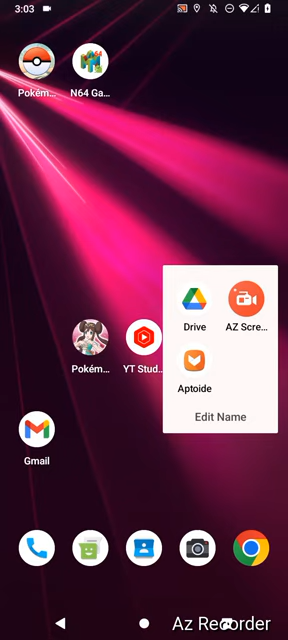 3:03
Pokém... N64 Ga...
Drive AZ Scre...
Pokém... YT Stud...
Aptoide
Edit Name
Gmail
Az Recorder